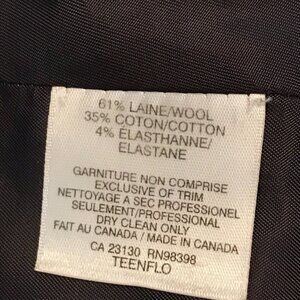 61% LAINE/WOOL
35% COTON/COTTON
4% ÉLASTHANNE/
ELASTANE
GARNITURE NON COMPRISE
EXCLUSIVE OF TRIM
NETTOYAGE A SEC PROFESSIONEL
SEULEMENT/PROFESSIONAL
DRY CLEAN ONLY
FAIT AU CANADA / MADE IN CANADA
CA 23130 RN98398
TEENFLO